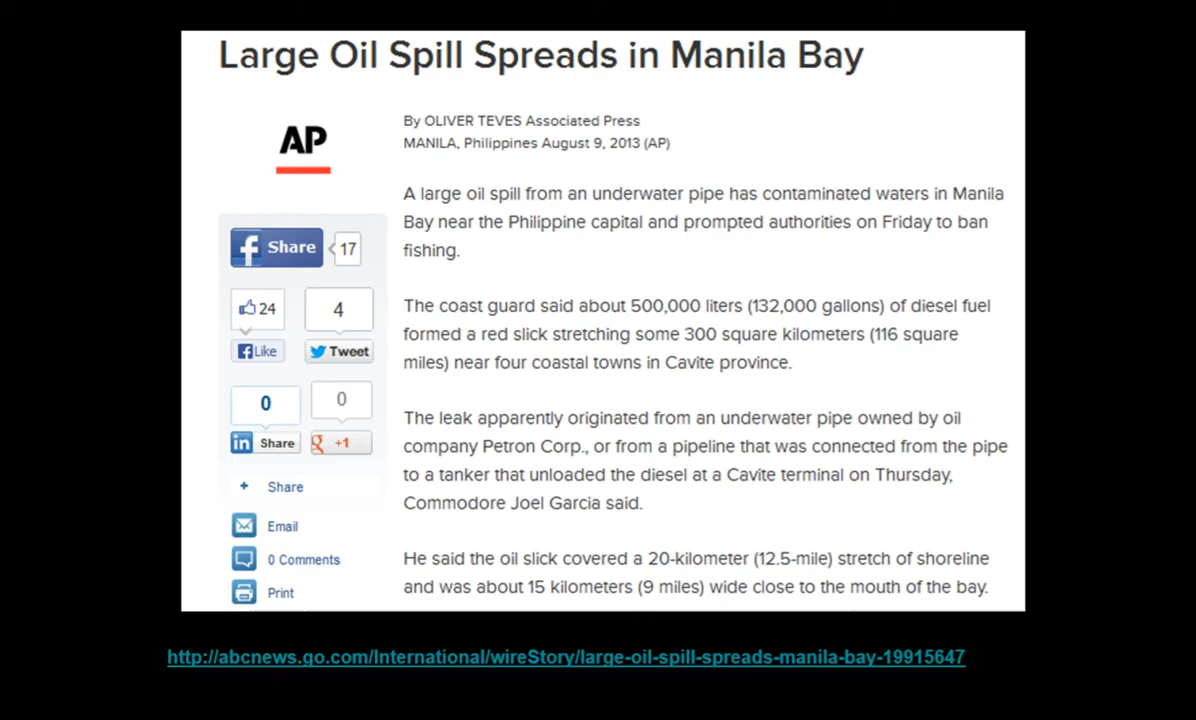 Large Oil Spill Spreads in Manila Bay
AP
By OLIVER TEVES Associated Press
MANILA, Philippines August 9, 2013 (AP)
A large oil spill from an underwater pipe has contaminated waters in Manila
Bay near the Philippine capital and prompted authorities on Friday to ban
fishing.
The coast guard said about 500,000 liters (132,000 gallons) of diesel fuel
formed a red slick stretching some 300 square kilometers (116 square
miles) near four coastal towns in Cavite province.
The leak apparently originated from an underwater pipe owned by oil
company Petron Corp., or from a pipeline that was connected from the pipe
to a tanker that unloaded the diesel at a Cavite terminal on Thursday,
Commodore Joel Garcia said.
He said the oil slick covered a 20-kilometer (12.5-mile) stretch of shoreline
and was about 15 kilometers (9 miles) wide close to the mouth of the bay.
f Share 17
24 4
f Like Tweet
0 0
in Share g +1
+ Share
Email
0 Comments
Print
http://abcnews.go.com/International/wireStory/large-oil-spill-spreads-manila-bay-19915647